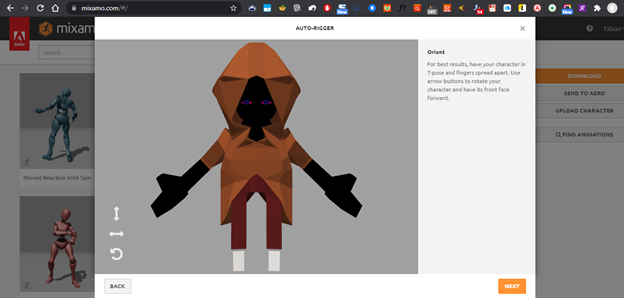 mixamo.com/#/
AUTO-RIGGER
×
Adobe
mixamo
Fabian
Search
Orient
For best results, have your character in
T-pose and fingers spread apart. Use
arrow buttons to rotate your
character and have its front face
forward.
DOWNLOAD
SEND TO AERO
UPLOAD CHARACTER
FIND ANIMATIONS
Shoved Reaction With Spin
BACK
NEXT